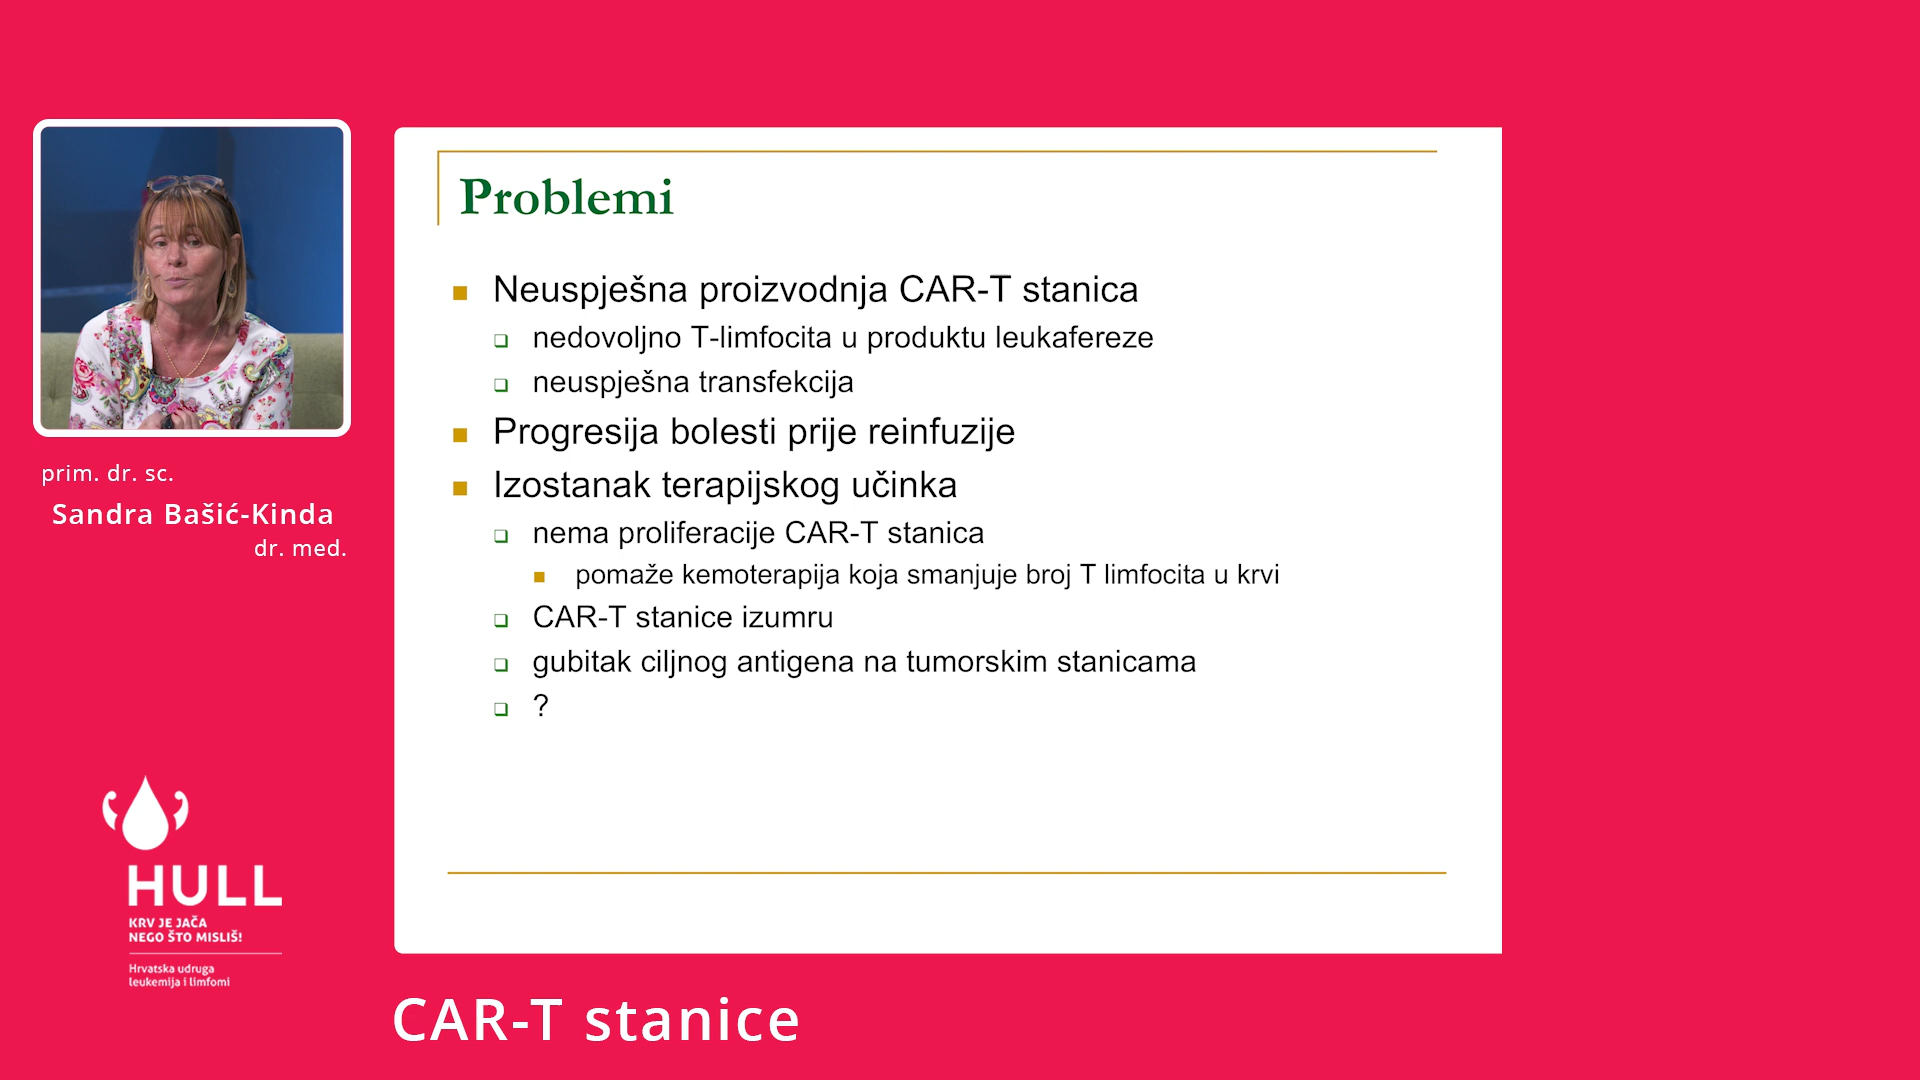 Problemi
Neuspješna proizvodnja CAR-T stanica
nedovoljno T-limfocita u produktu leukafereze
neuspješna transfekcija
Progresija bolesti prije reinfuzije
Izostanak terapijskog učinka
nema proliferacije CAR-T stanica
pomaže kemoterapija koja smanjuje broj T limfocita u krvi
CAR-T stanice izumru
gubitak ciljnog antigena na tumorskim stanicama
?
prim. dr. sc.
Sandra Bašić-Kinda
dr. med.
HULL
KRV JE JAČA
NEGO ŠTO MISLIŠ!
Hrvatska udruga
leukemija i limfomi
CAR-T stanice